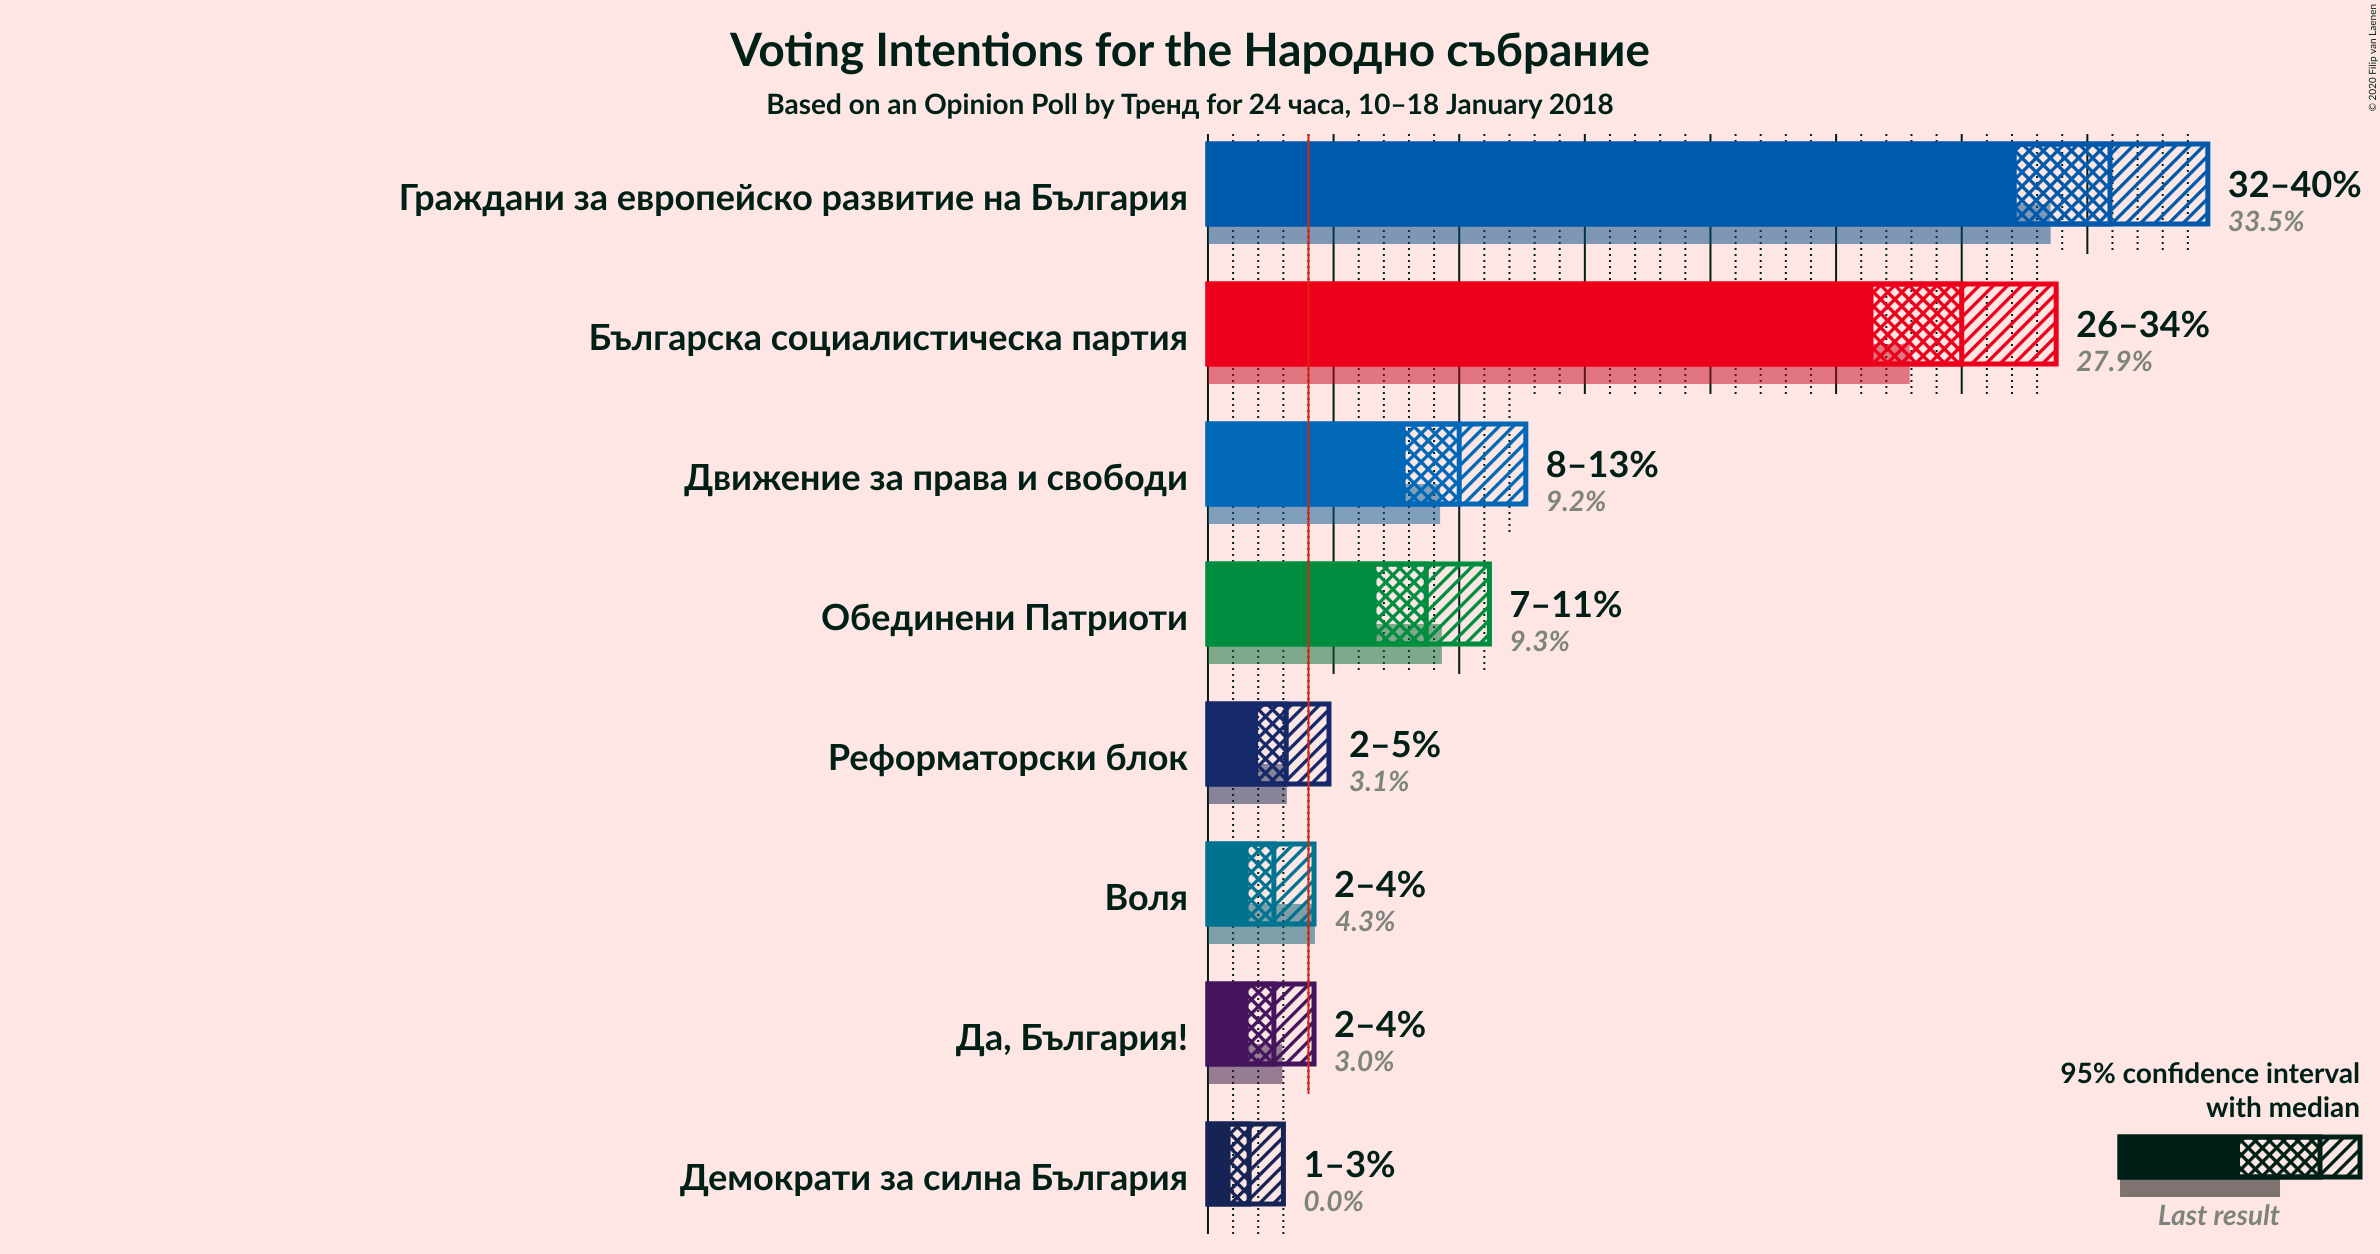 Voting Intentions for the Народно събрание
Based on an Opinion Poll by Тренд for 24 часа, 10–18 January 2018
© 2020 Filip van Laenen
Граждани за европейско развитие на България
32–40%
33.5%
Българска социалистическа партия
26–34%
27.9%
Движение за права и свободи
8–13%
9.2%
Обединени Патриоти
7–11%
9.3%
Реформаторски блок
2–5%
3.1%
Воля
2–4%
4.3%
Да, България!
2–4%
3.0%
Демократи за силна България
1–3%
0.0%
95% confidence interval
with median
Last result